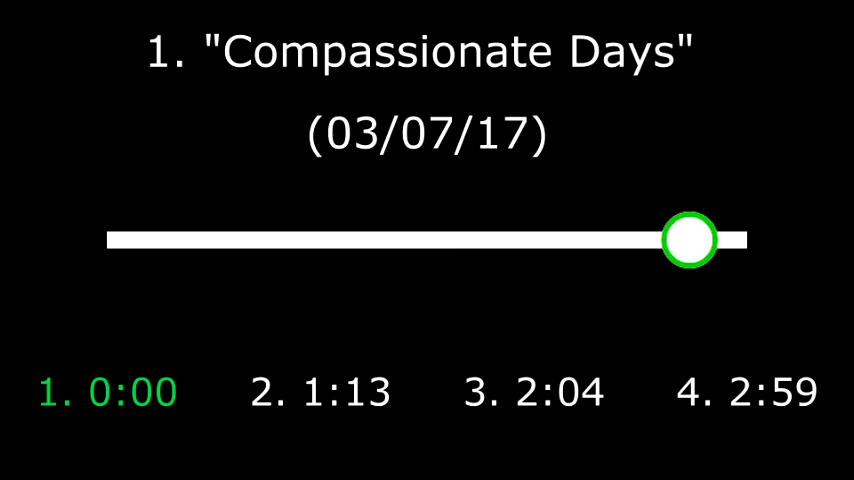 1. "Compassionate Days"
(03/07/17)
1. 0:00 2. 1:13 3. 2:04 4. 2:59